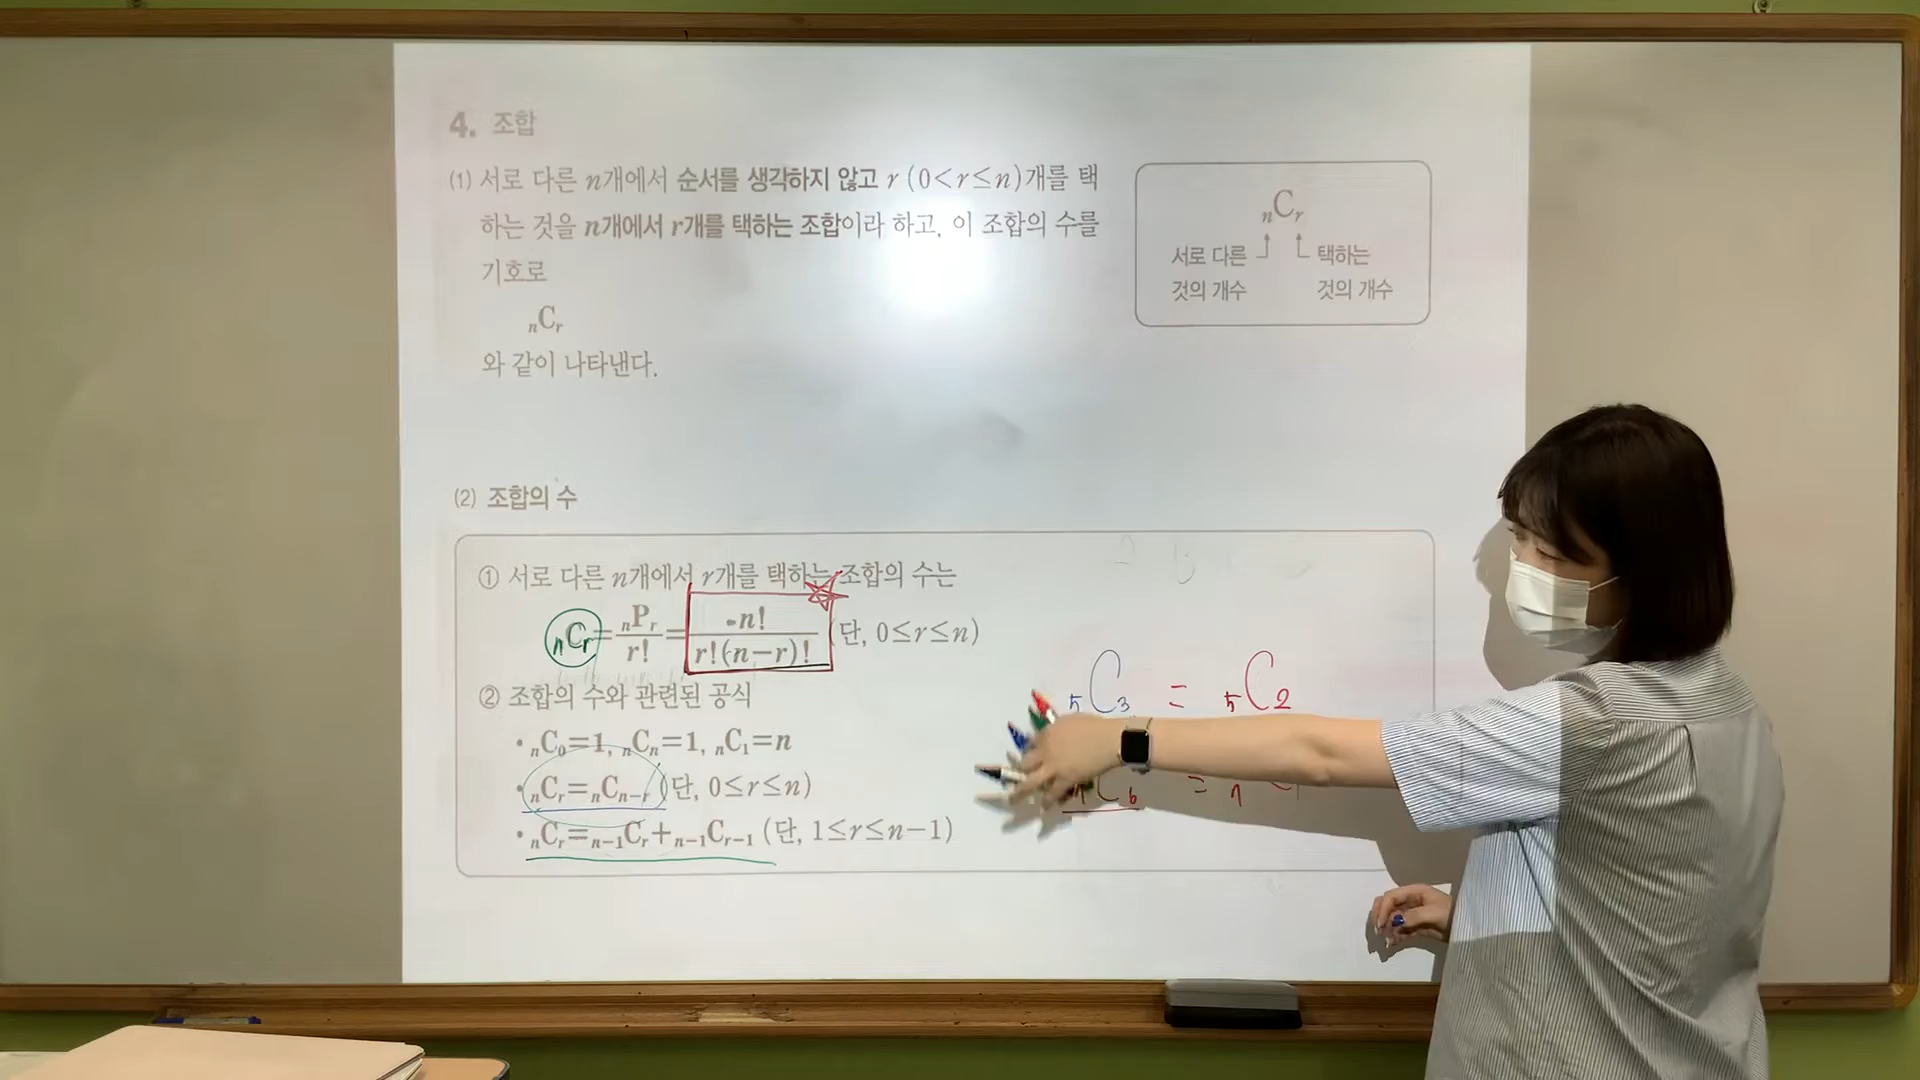 4. 조합
(1) 서로 다른 n개에서 순서를 생각하지 않고 r (0<r≤n)개를 택
하는 것을 n개에서 r개를 택하는 조합이라 하고, 이 조합의 수를
기호로
nCr
와 같이 나타낸다.
nCr
서로 다른 택하는
것의 개수 것의 개수
(2) 조합의 수
① 서로 다른 n개에서 r개를 택하는 조합의 수는
nCr=nPr/r!=n!/r!(n-r)! (단, 0≤r≤n)
② 조합의 수와 관련된 공식
• nC0=1, nCn=1, nC1=n
• nCr=nCn-r (단, 0≤r≤n)
• nCr=n-1Cr+n-1Cr-1 (단, 1≤r≤n-1)
5C3 = 5C2